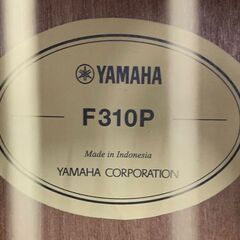 YAMAHA
F310P
Made in Indonesia
YAMAHA CORPORATION